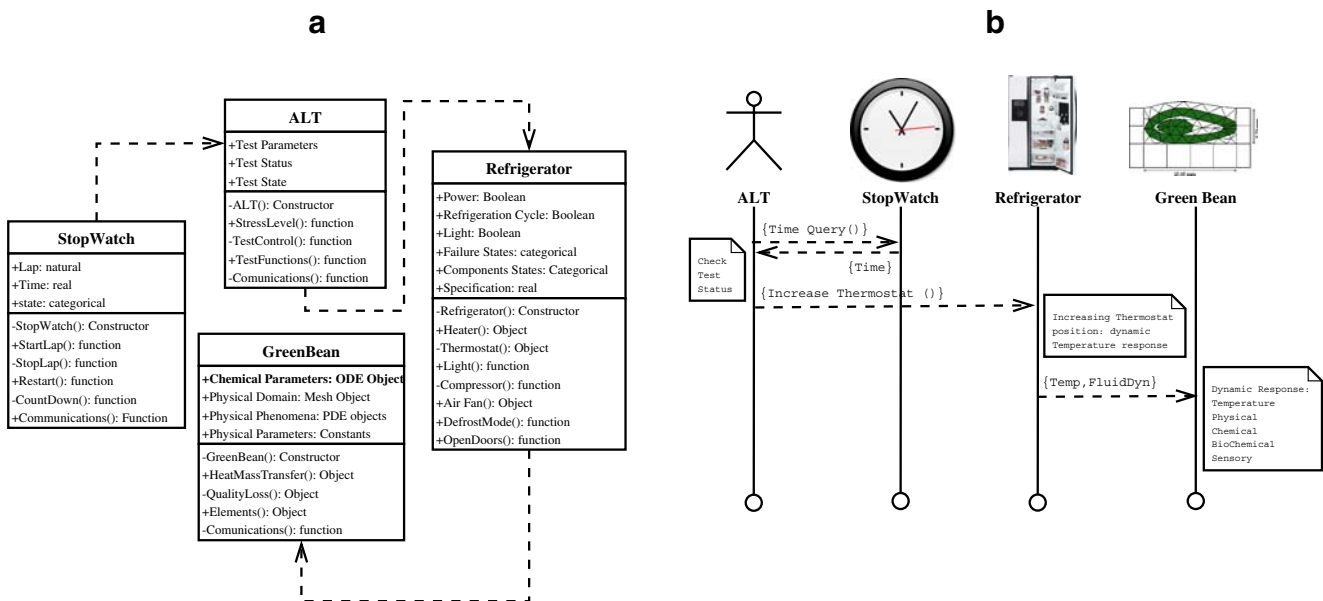 a
ALT
+Test Parameters
+Test Status
+Test State
-ALT(): Constructor
+StressLevel(): function
-TestControl(): function
+TestFunctions(): function
-Comunications(): function
StopWatch
+Lap: natural
+Time: real
+state: categorical
-StopWatch(): Constructor
+StartLap(): function
-StopLap(): function
+Restart(): function
-CountDown(): function
+Communications(): Function
GreenBean
+Chemical Parameters: ODE Object
+Physical Domain: Mesh Object
+Physical Phenomena: PDE objects
+Physical Parameters: Constants
-GreenBean(): Constructor
+HeatMassTransfer(): Object
-QualityLoss(): Object
+Elements(): Object
-Comunications(): function
Refrigerator
+Power: Boolean
+Refrigeration Cycle: Boolean
+Light: Boolean
+Failure States: categorical
+Components States: Categorical
+Specification: real
-Refrigerator(): Constructor
+Heater(): Object
-Thermostat(): Object
+Light(): function
-Compressor(): function
+Air Fan(): Object
+DefrostMode(): function
+OpenDoors(): function
b
ALT
StopWatch
Refrigerator
Green Bean
{Time Query()}
{Time}
Check
Test
Status
{Increase Thermostat ()}
Increasing Thermostat
position: dynamic
Temperature response
{Temp,FluidDyn}
Dynamic Response:
Temperature
Physical
Chemical
BioChemical
Sensory